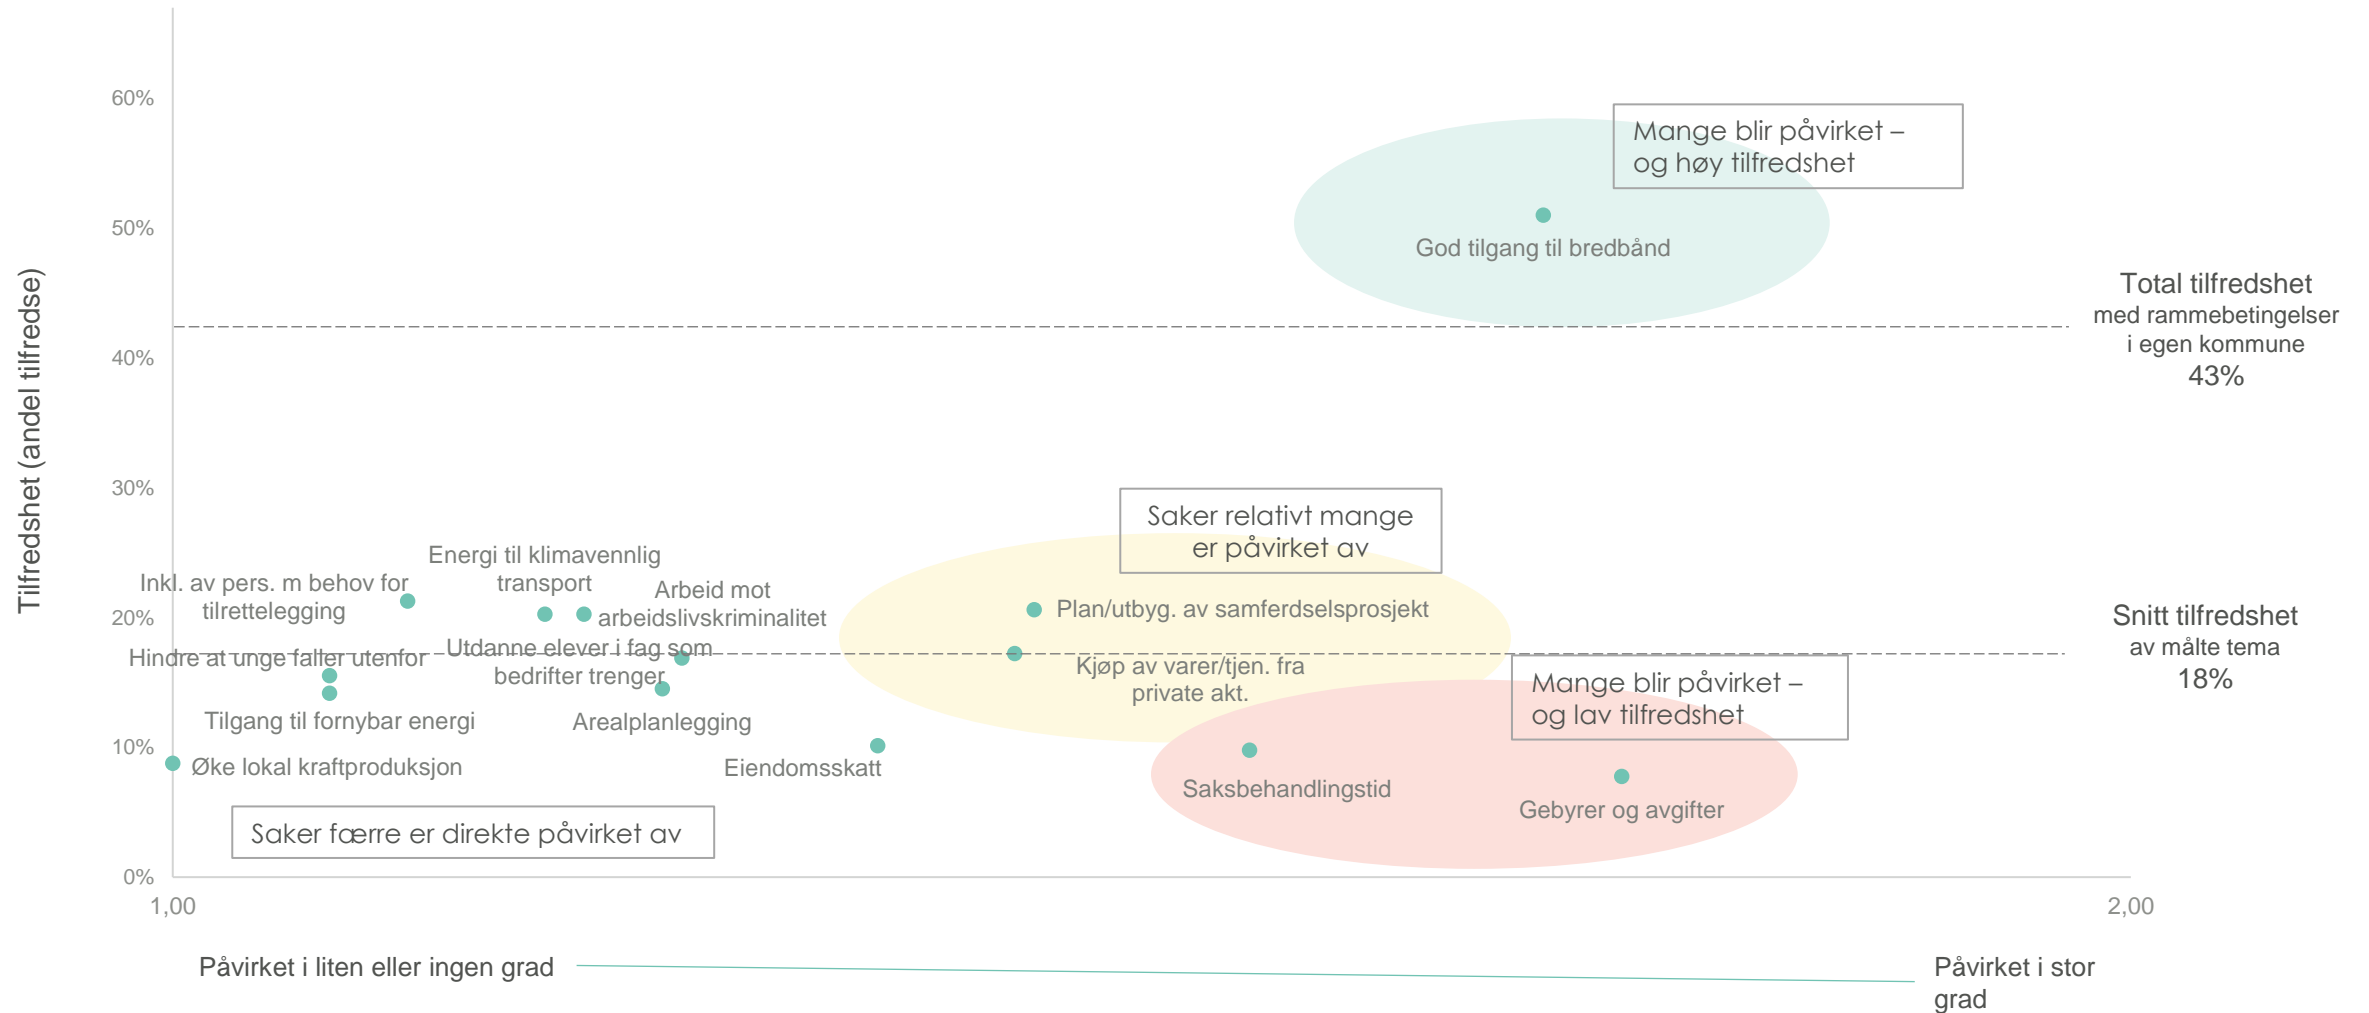 Tilfredshet (andel tilfredse)
60%
50%
40%
30%
20%
10%
0%
1,00
2,00
Mange blir påvirket –
og høy tilfredshet
God tilgang til bredbånd
Total tilfredshet
med rammebetingelser
i egen kommune
43%
Saker relativt mange
er påvirket av
Energi til klimavennlig
transport
Inkl. av pers. m behov for
tilrettelegging
Arbeid mot
arbeidslivskriminalitet
Plan/utbyg. av samferdselsprosjekt
Snitt tilfredshet
av målte tema
18%
Hindre at unge faller utenfor
Utdanne elever i fag som
bedrifter trenger
Kjøp av varer/tjen. fra
private akt.
Mange blir påvirket –
og lav tilfredshet
Tilgang til fornybar energi
Arealplanlegging
Øke lokal kraftproduksjon
Eiendomsskatt
Saksbehandlingstid
Gebyrer og avgifter
Saker færre er direkte påvirket av
Påvirket i liten eller ingen grad
Påvirket i stor
grad